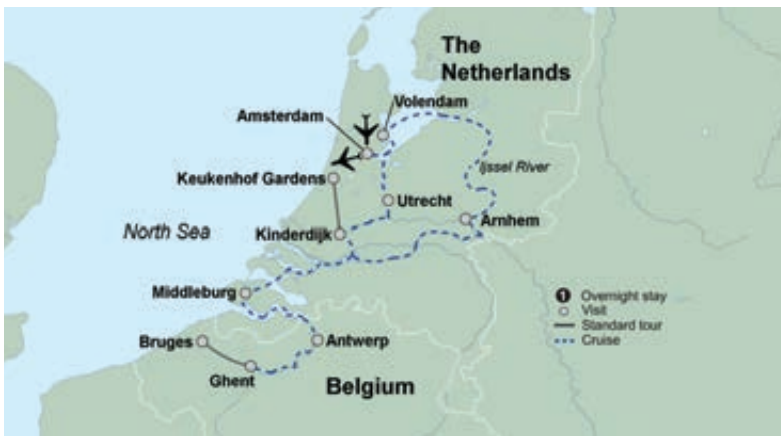 The
Netherlands
Volendam
Amsterdam
Ijssel River
Keukenhof Gardens
Utrecht
Arnhem
North Sea
Kinderdijk
Middleburg
1 Overnight stay
Visit
Standard tour
Cruise
Bruges
Antwerp
Ghent
Belgium